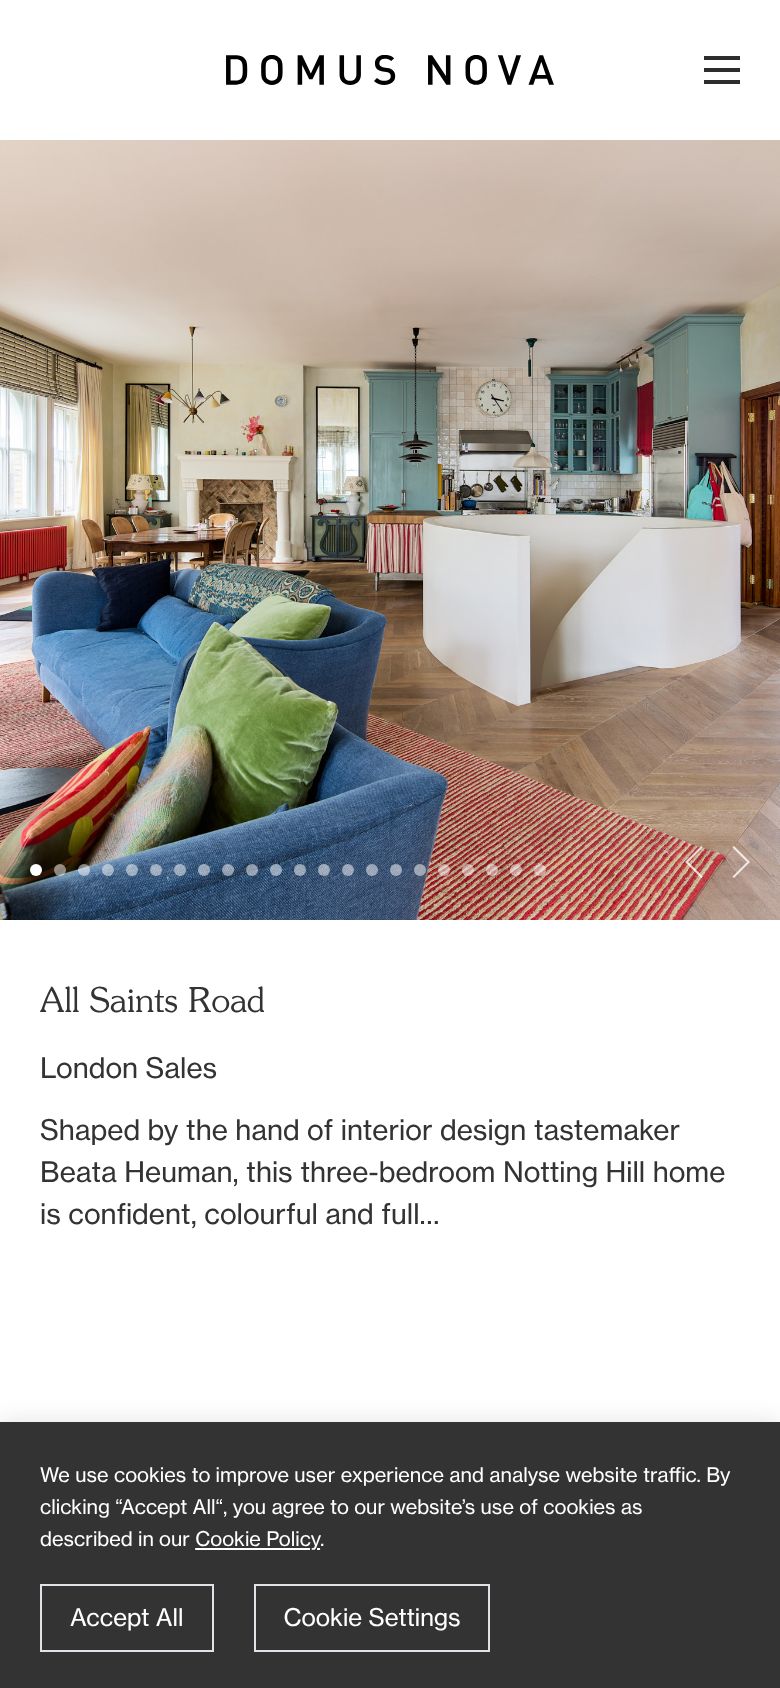 DOMUS NOVA
All Saints Road
London Sales
Shaped by the hand of interior design tastemaker
Beata Heuman, this three-bedroom Notting Hill home
is confident, colourful and full...
We use cookies to improve user experience and analyse website traffic. By
clicking “Accept All“, you agree to our website’s use of cookies as
described in our Cookie Policy.
Accept All
Cookie Settings